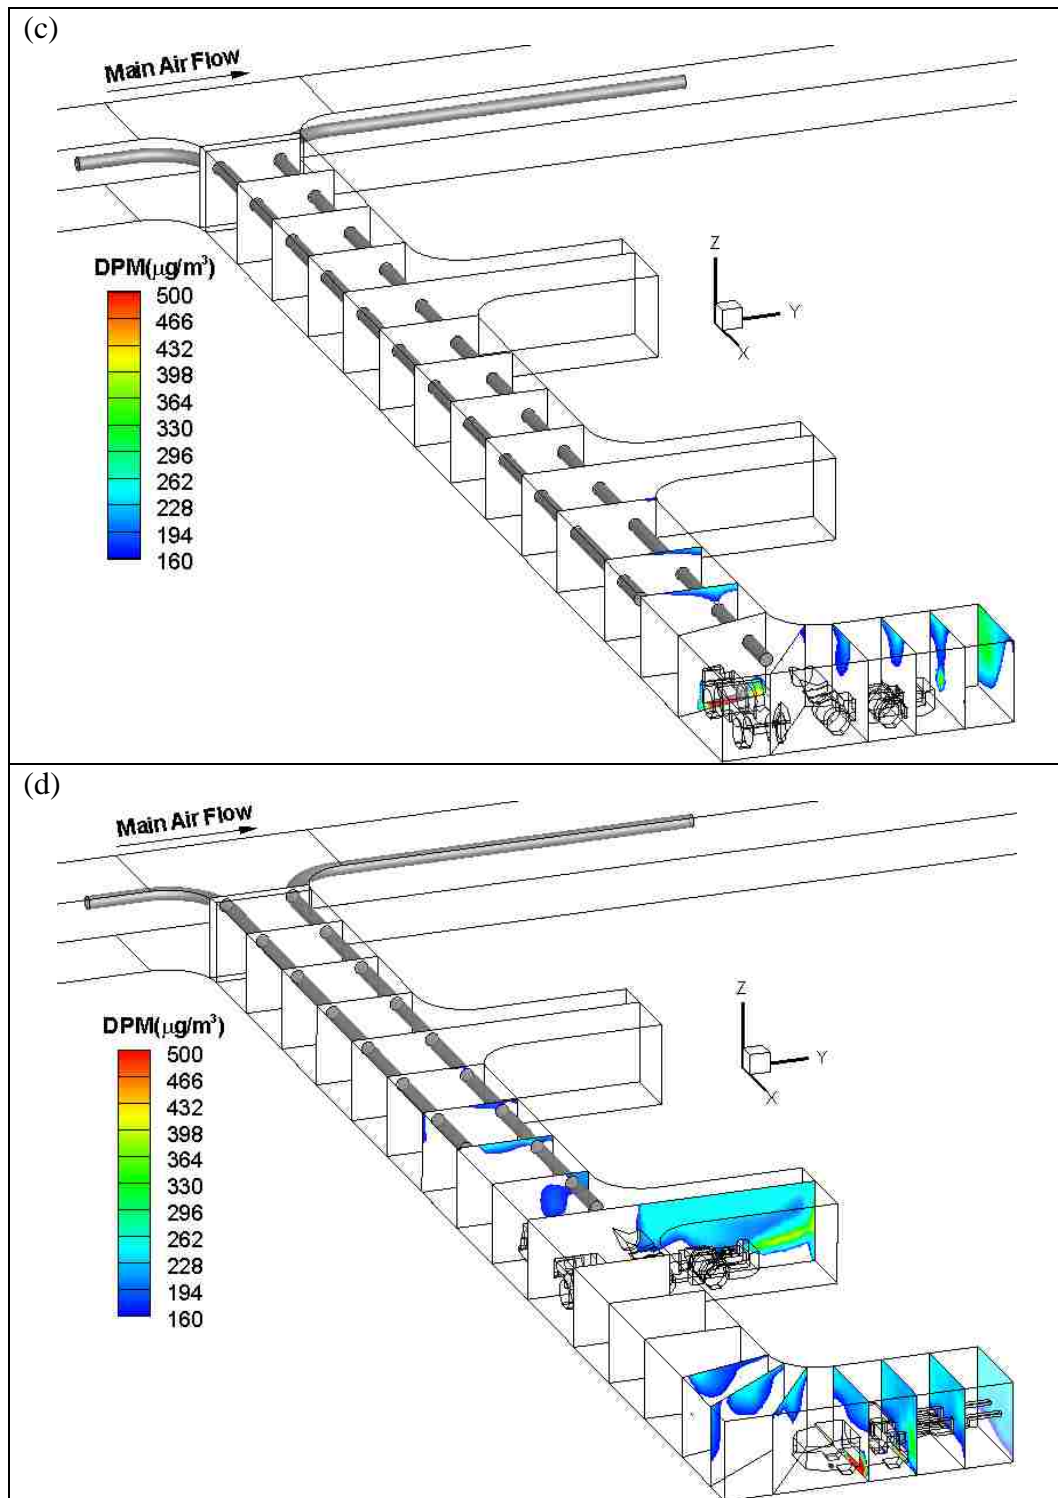 (c)
Main Air Flow
DPM(μg/m³)
500
466
432
398
364
330
296
262
228
194
160
Z
Y
X
(d)
Main Air Flow
DPM(μg/m³)
500
466
432
398
364
330
296
262
228
194
160
Z
Y
X